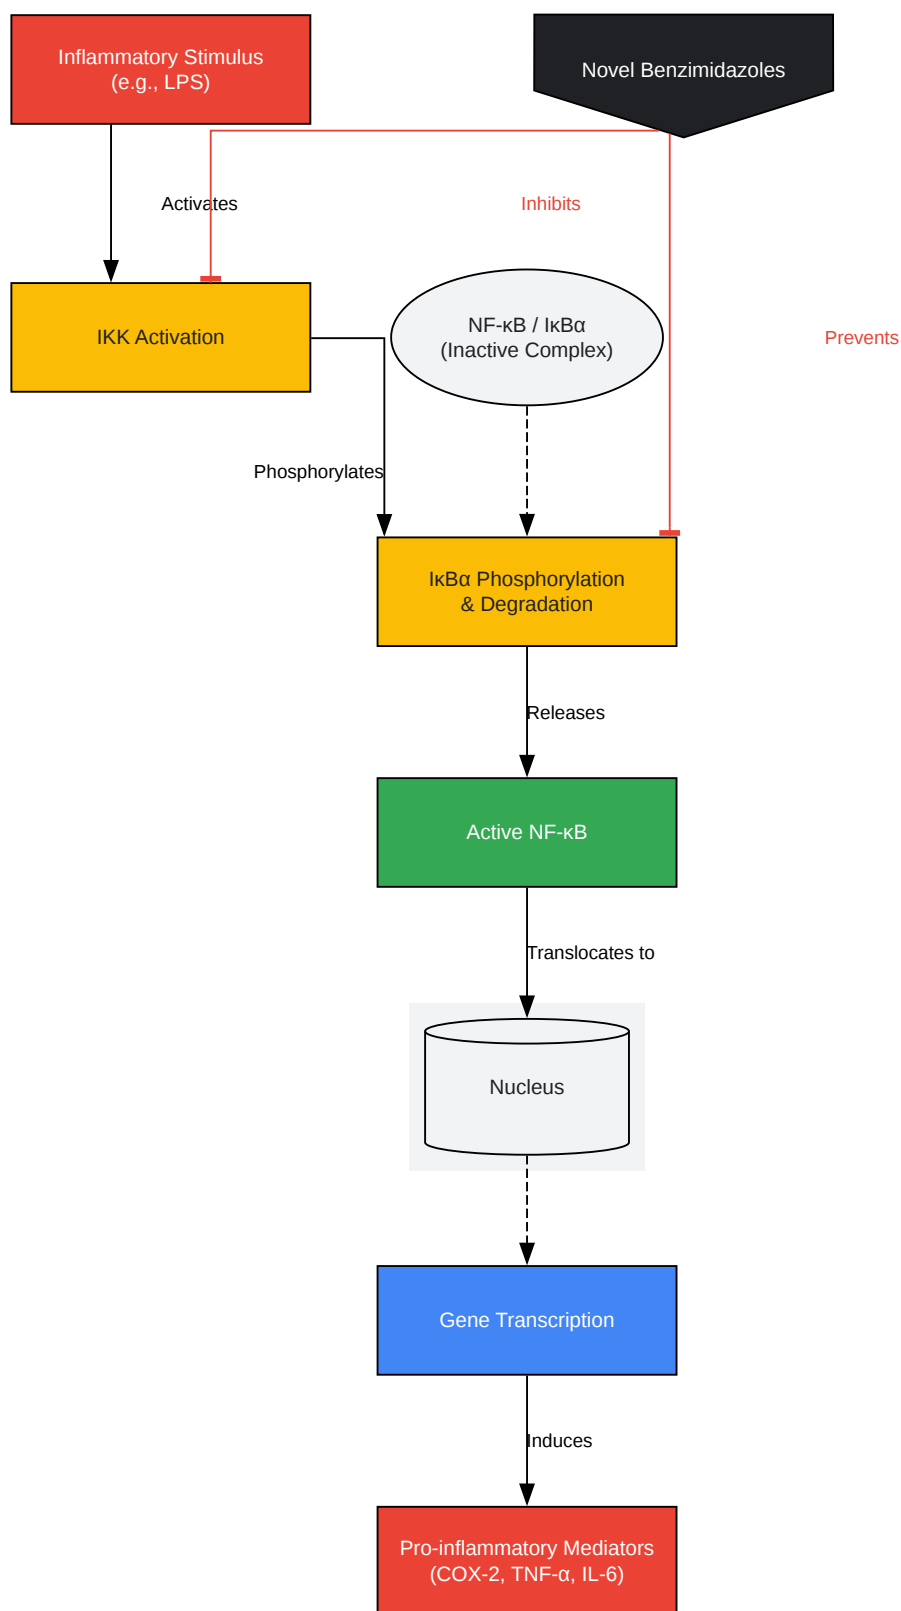 Inflammatory Stimulus
(e.g., LPS)
Novel Benzimidazoles
Activates
Inhibits
IKK Activation
NF-κB / IκBα
(Inactive Complex)
Prevents
Phosphorylates
IκBα Phosphorylation
& Degradation
Releases
Active NF-κB
Translocates to
Nucleus
Gene Transcription
Induces
Pro-inflammatory Mediators
(COX-2, TNF-α, IL-6)